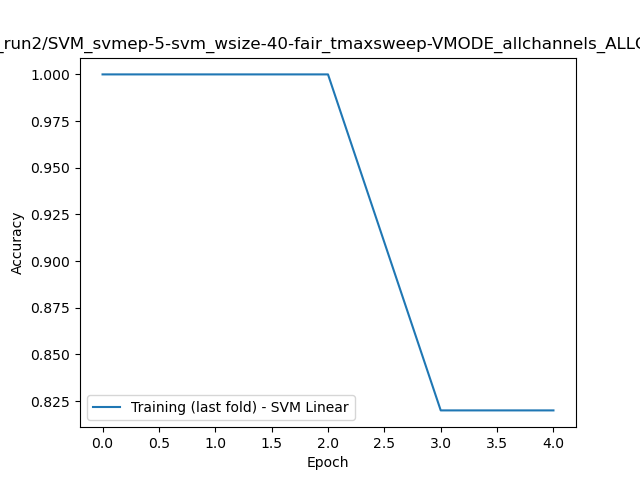 _run2/SVM_svmep-5-svm_wsize-40-fair_tmaxsweep-VMODE_allchannels_ALL
1.000
0.975
0.950
0.925
0.900
0.875
0.850
0.825
Accuracy
Training (last fold) - SVM Linear
0.0 0.5 1.0 1.5 2.0 2.5 3.0 3.5 4.0
Epoch